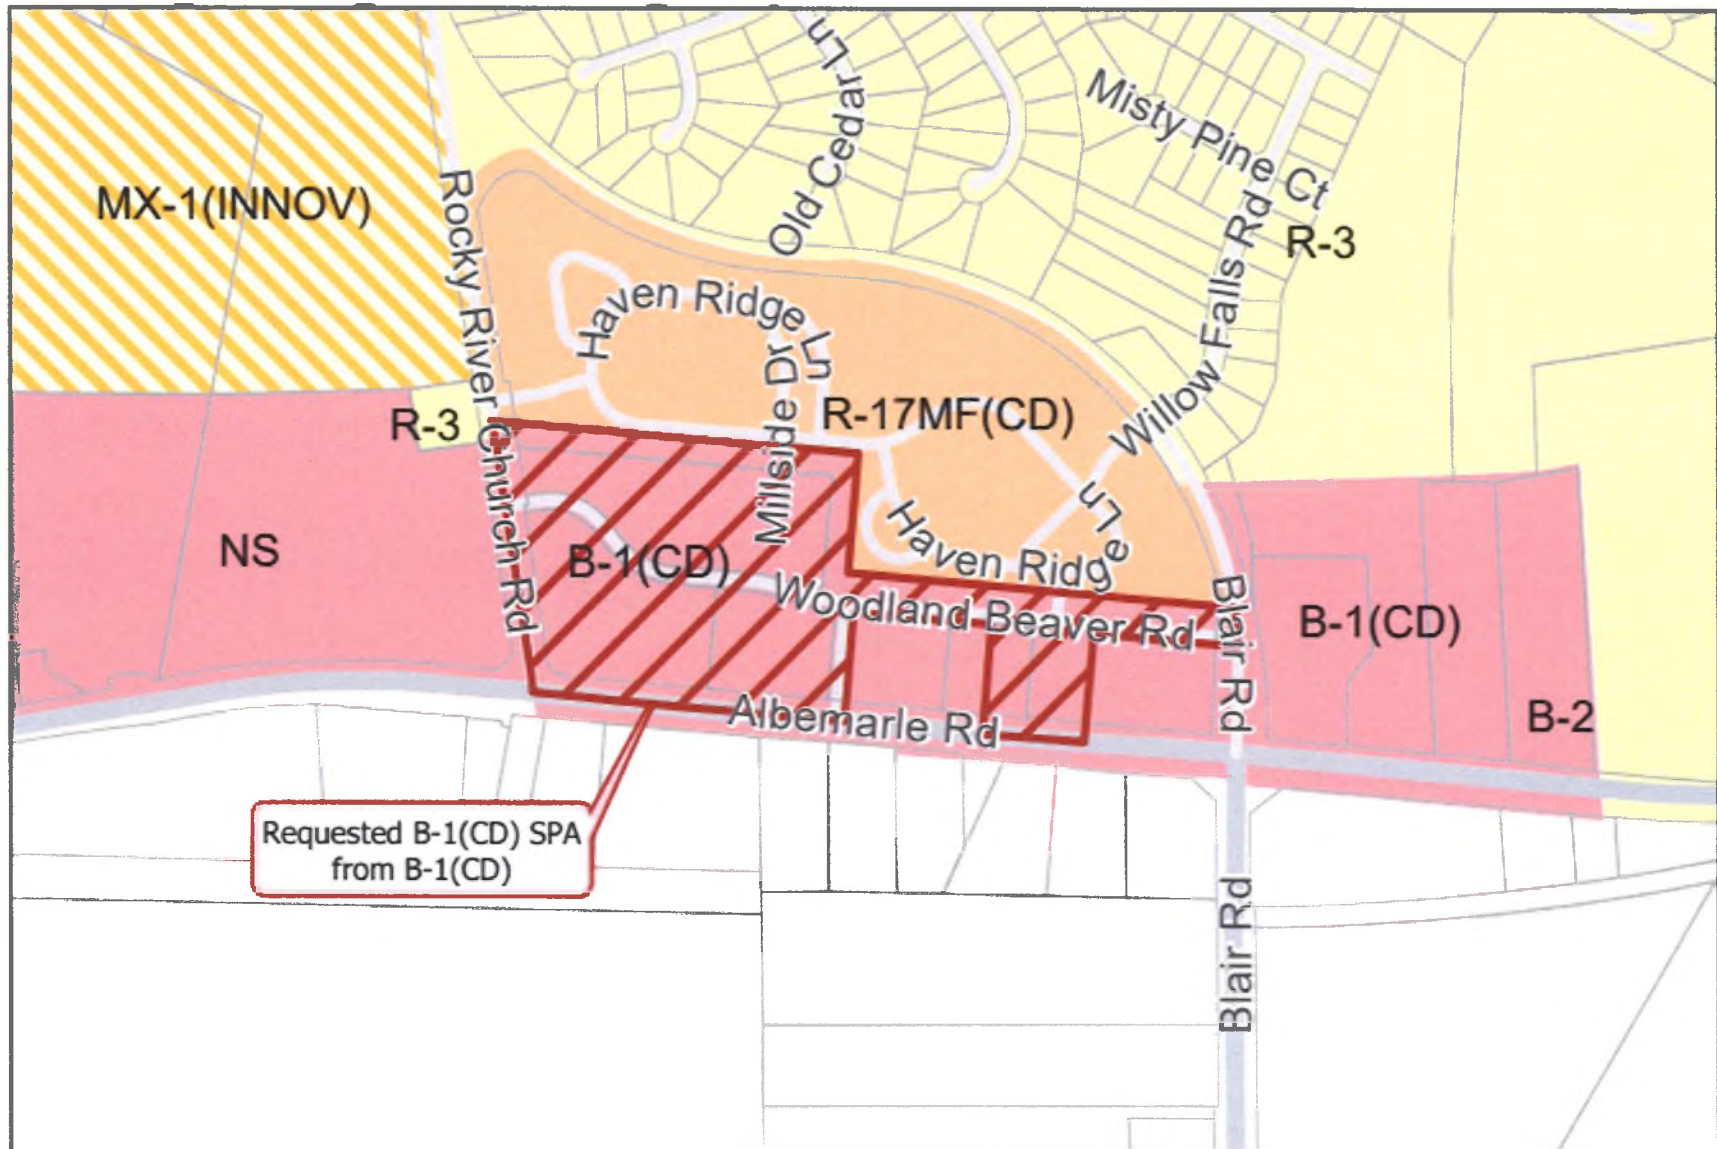 Old Cedar Ln
Misty Pine Ct
MX-1(INNOV)
Rocky River Church Rd
Willow Falls Rd
R-3
Haven Ridge Ln
Millside Dr
R-17MF(CD)
R-3
Haven Ridge Ln
NS
B-1(CD)
Woodland Beaver Rd
Blair Rd
B-1(CD)
Albemarle Rd
B-2
Requested B-1(CD) SPA
from B-1(CD)
Blair Rd